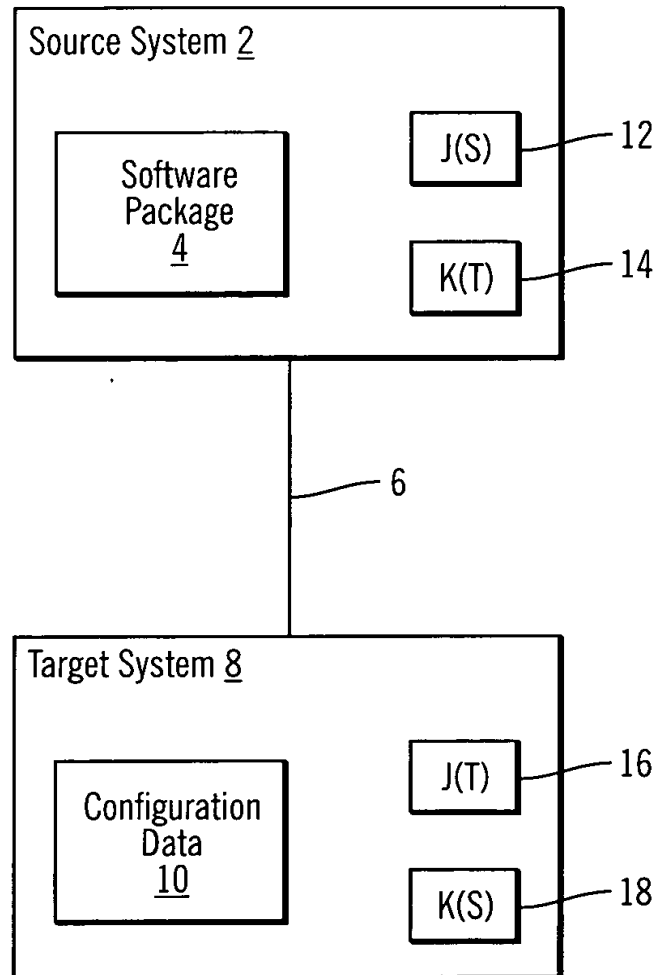 Source System 2
Software
Package
4
J(S)
12
K(T)
14
6
Target System 8
Configuration
Data
10
J(T)
16
K(S)
18